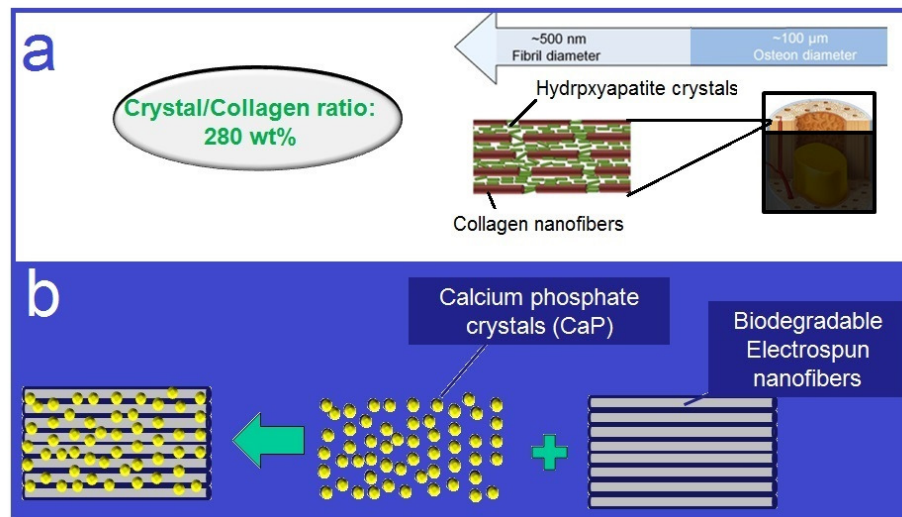 a
~500 nm
Fibril diameter
~100 µm
Osteon diameter
Hydrpxyapatite crystals
Crystal/Collagen ratio:
280 wt%
Collagen nanofibers
b
Calcium phosphate
crystals (CaP)
Biodegradable
Electrospun
nanofibers